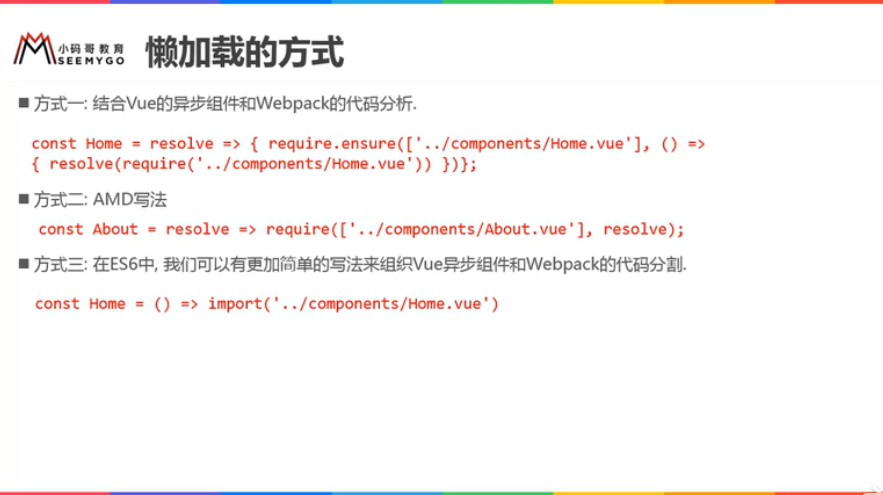 小码哥教育
SEEMYGO
懒加载的方式
方式一: 结合Vue的异步组件和Webpack的代码分析.
const Home = resolve => { require.ensure(['../components/Home.vue'], () =>
{ resolve(require('../components/Home.vue')) })};
方式二: AMD写法
const About = resolve => require(['../components/About.vue'], resolve);
方式三: 在ES6中, 我们可以有更加简单的写法来组织Vue异步组件和Webpack的代码分割.
const Home = () => import('../components/Home.vue')